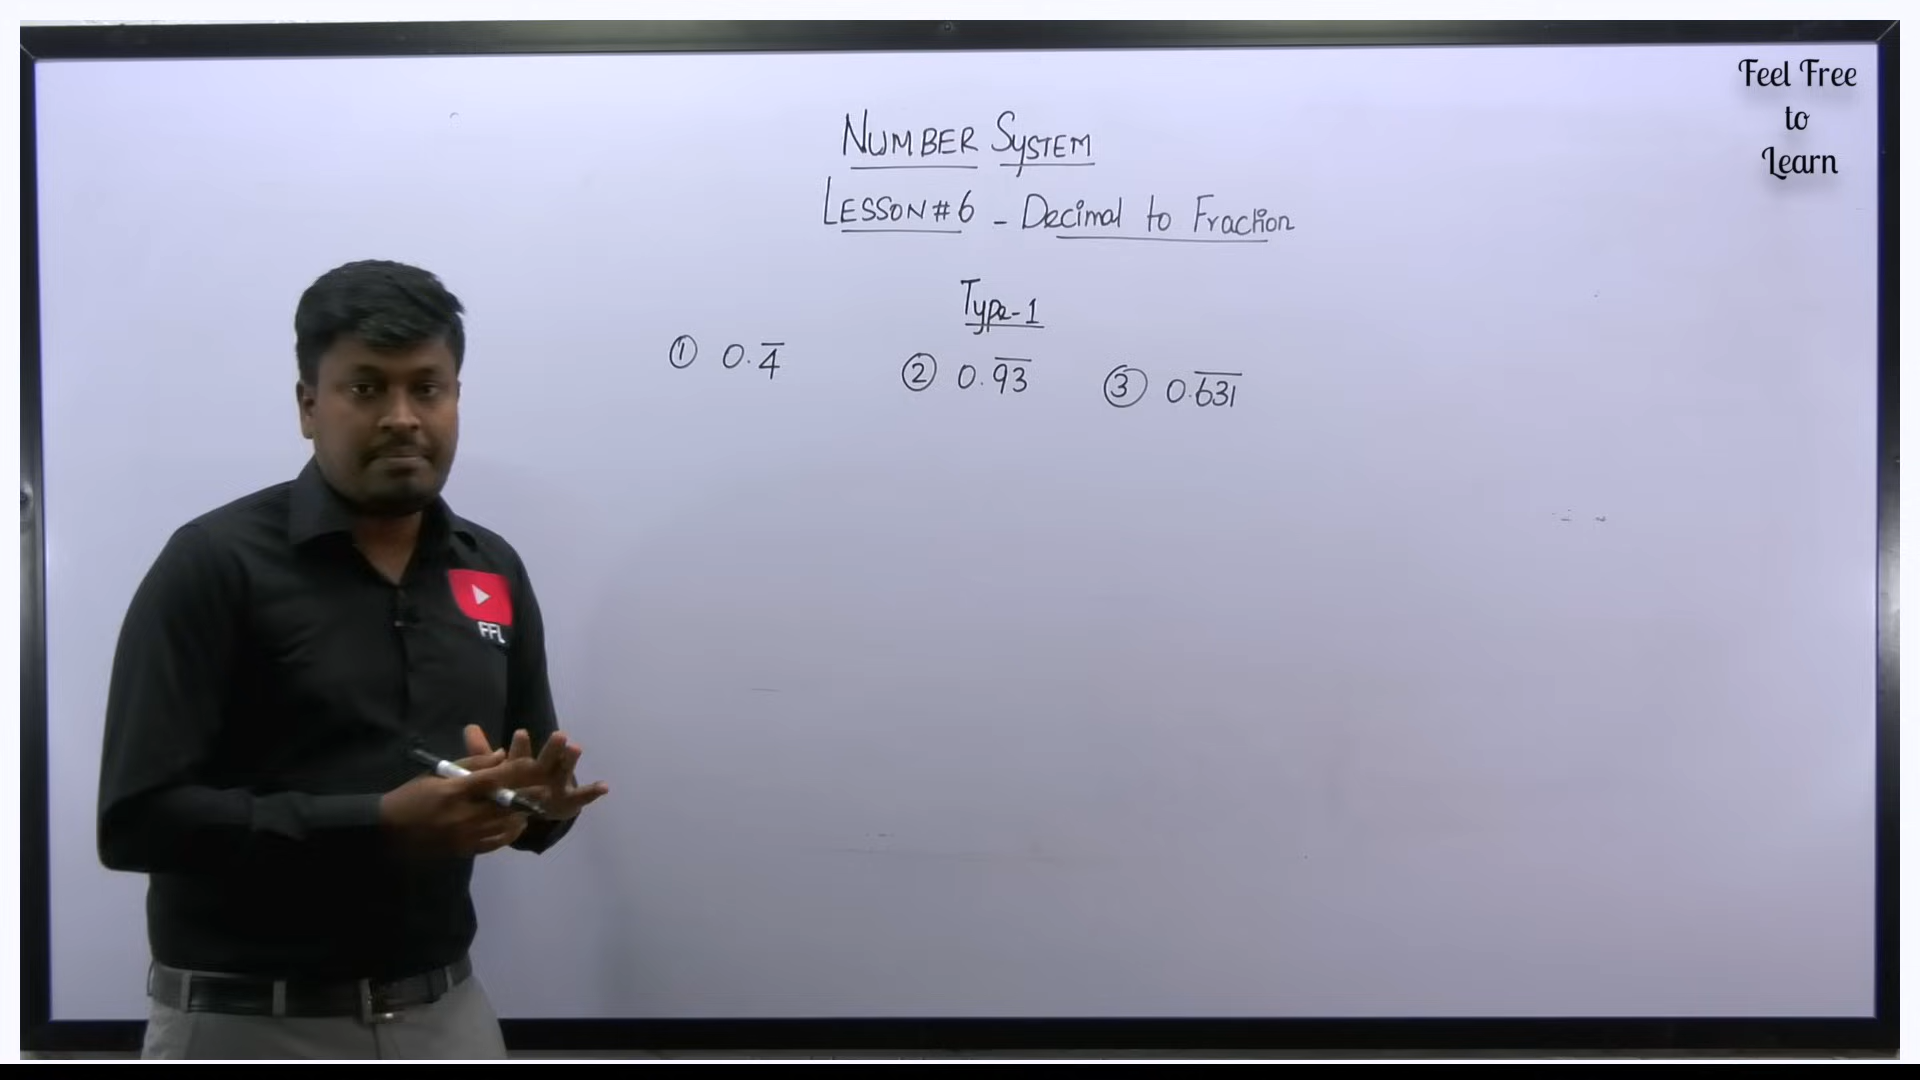 Feel Free
to
Learn
NUMBER SYSTEM
LESSON#6 - Decimal to Fraction
Type-1
① 0.4̅ ② 0.9̅3̅ ③ 0.6̅3̅1̅
FFL